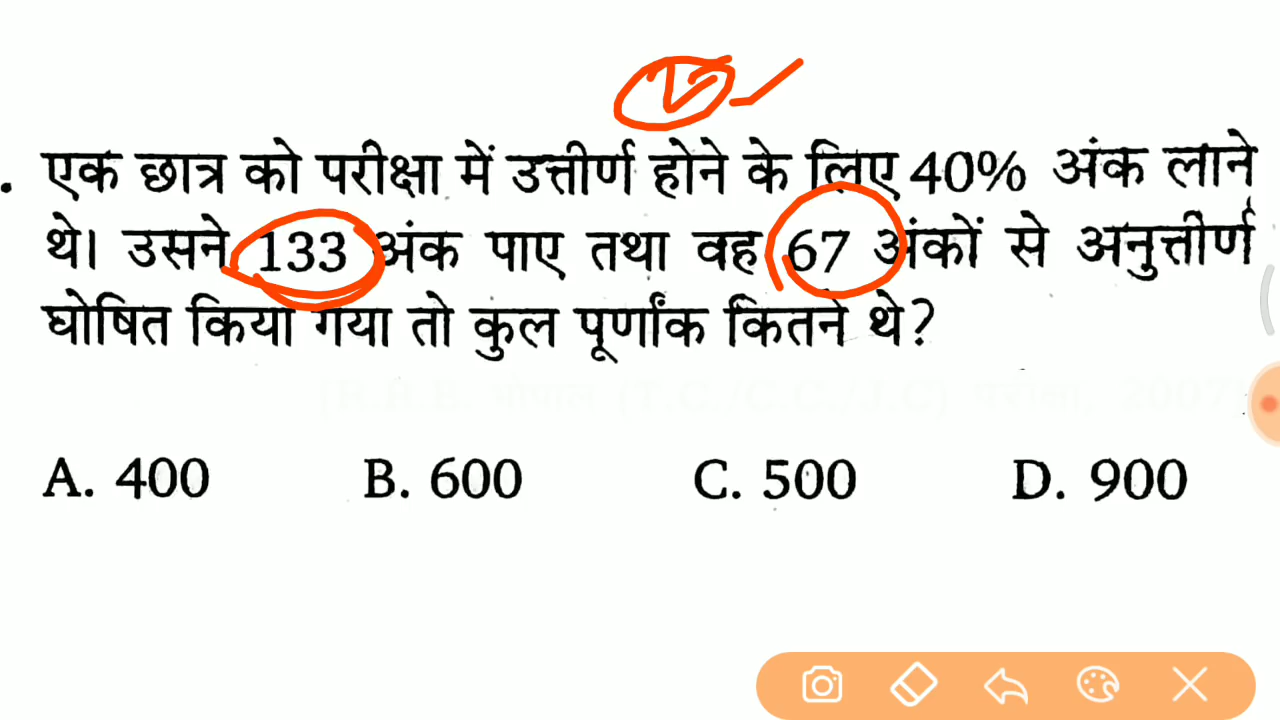 . एक छात्र को परीक्षा में उत्तीर्ण होने के लिए 40% अंक लाने
थे। उसने 133 अंक पाए तथा वह 67 अंकों से अनुत्तीर्ण
घोषित किया गया तो कुल पूर्णांक कितने थे?
A. 400 B. 600 C. 500 D. 900